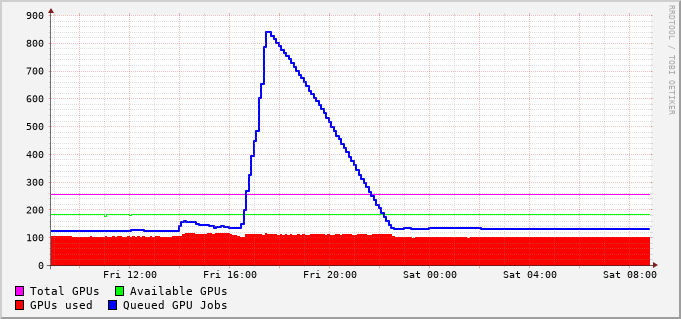 900
800
700
600
500
400
300
200
100
0
Fri 12:00 Fri 16:00 Fri 20:00 Sat 00:00 Sat 04:00 Sat 08:00
Total GPUs Available GPUs
GPUs used Queued GPU Jobs
RRDTOOL / TOBI OETIKER